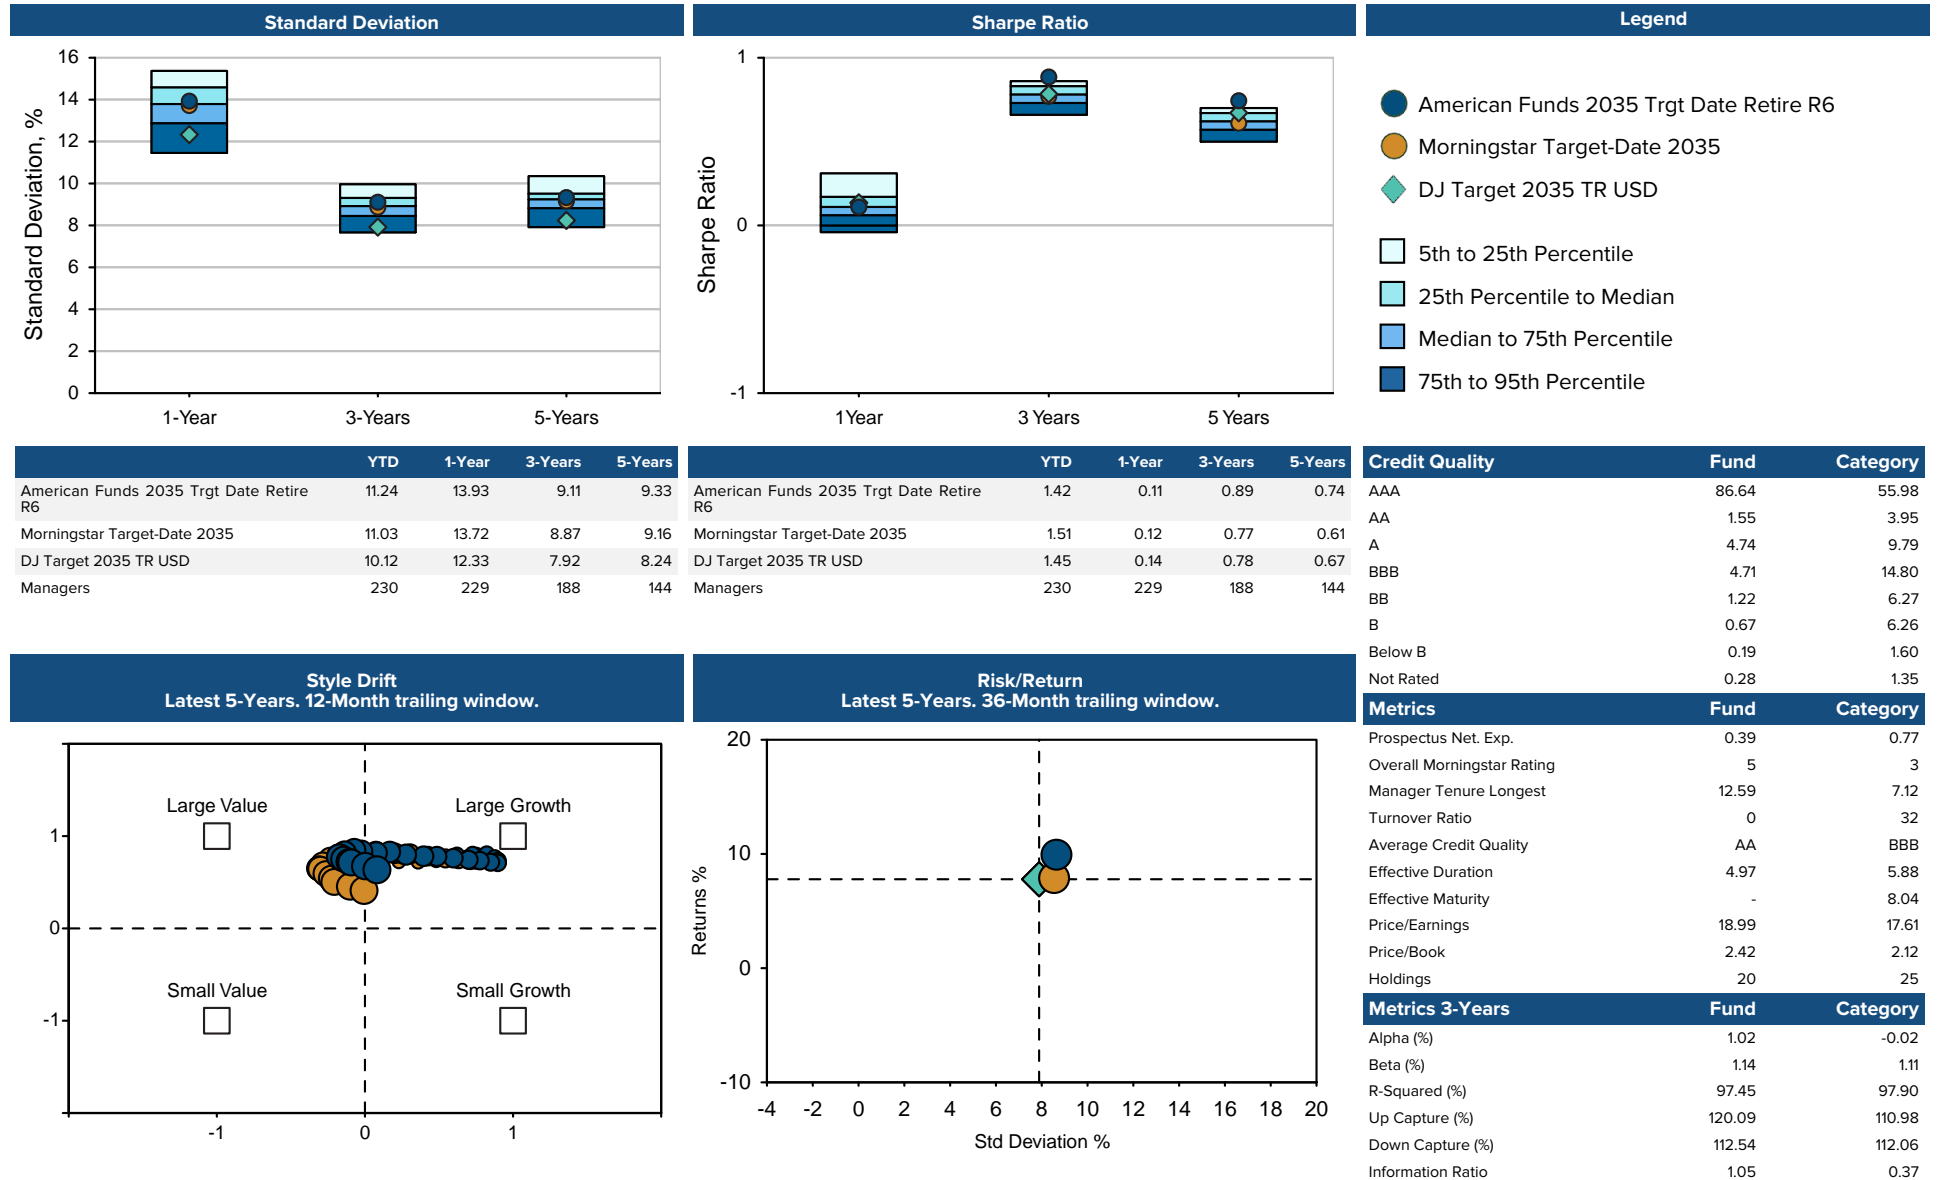 Standard Deviation
16
14
12
10
8
6
4
2
0
Standard Deviation, %
1-Year 3-Years 5-Years
Sharpe Ratio
1
0
-1
Sharpe Ratio
1Year 3 Years 5 Years
Legend
American Funds 2035 Trgt Date Retire R6
Morningstar Target-Date 2035
DJ Target 2035 TR USD
5th to 25th Percentile
25th Percentile to Median
Median to 75th Percentile
75th to 95th Percentile
YTD 1-Year 3-Years 5-Years
American Funds 2035 Trgt Date Retire 11.24 13.93 9.11 9.33
R6
Morningstar Target-Date 2035 11.03 13.72 8.87 9.16
DJ Target 2035 TR USD 10.12 12.33 7.92 8.24
Managers 230 229 188 144
YTD 1-Year 3-Years 5-Years
American Funds 2035 Trgt Date Retire 1.42 0.11 0.89 0.74
R6
Morningstar Target-Date 2035 1.51 0.12 0.77 0.61
DJ Target 2035 TR USD 1.45 0.14 0.78 0.67
Managers 230 229 188 144
Style Drift
Latest 5-Years. 12-Month trailing window.
Large Value Large Growth
1
0
Small Value Small Growth
-1
-1 0 1
Risk/Return
Latest 5-Years. 36-Month trailing window.
20
10
0
-10
Returns %
-4 -2 0 2 4 6 8 10 12 14 16 18 20
Std Deviation %
Credit Quality Fund Category
AAA 86.64 55.98
AA 1.55 3.95
A 4.74 9.79
BBB 4.71 14.80
BB 1.22 6.27
B 0.67 6.26
Below B 0.19 1.60
Not Rated 0.28 1.35
Metrics Fund Category
Prospectus Net. Exp. 0.39 0.77
Overall Morningstar Rating 5 3
Manager Tenure Longest 12.59 7.12
Turnover Ratio 0 32
Average Credit Quality AA BBB
Effective Duration 4.97 5.88
Effective Maturity - 8.04
Price/Earnings 18.99 17.61
Price/Book 2.42 2.12
Holdings 20 25
Metrics 3-Years Fund Category
Alpha (%) 1.02 -0.02
Beta (%) 1.14 1.11
R-Squared (%) 97.45 97.90
Up Capture (%) 120.09 110.98
Down Capture (%) 112.54 112.06
Information Ratio 1.05 0.37